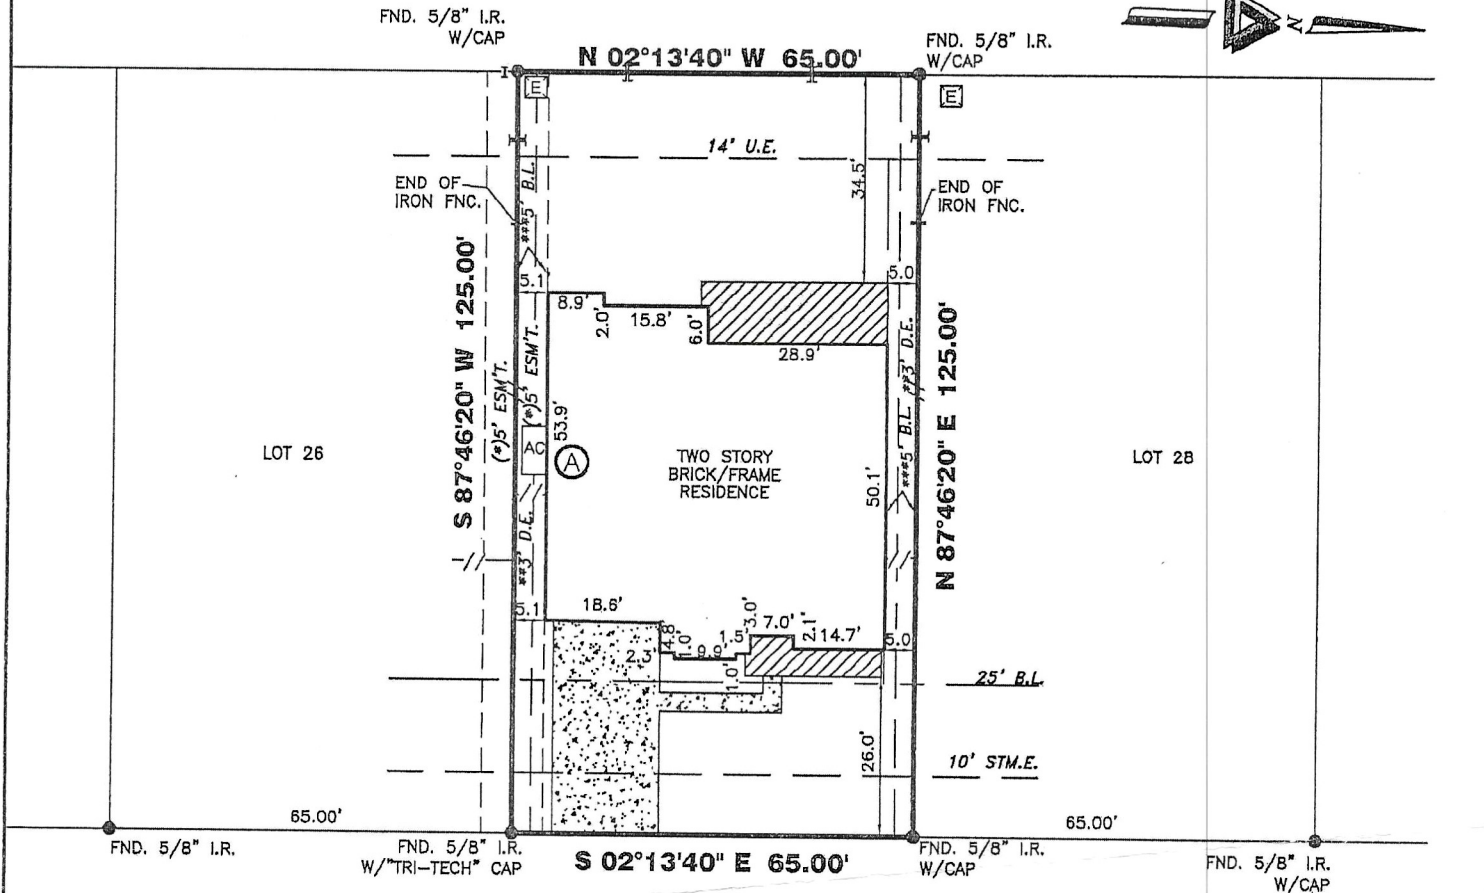 FND. 5/8" I.R.
W/CAP
N 02°13'40" W 65.00'
FND. 5/8" I.R.
W/CAP
N
E
E
14' U.E.
***5' B.L.
34.5'
END OF
IRON FNC.
END OF
IRON FNC.
5.1
5.0
8.9'
2.0'
15.8'
6.0'
28.9'
S 87°46'20" W 125.00'
(*)5' ESM'T.
(*)5' ESM'T.
53.9'
**3' D.E.
***5' B.L.
N 87°46'20" E 125.00'
LOT 26
AC
A
TWO STORY
BRICK/FRAME
RESIDENCE
50.1'
LOT 28
**3' D.E.
5.1
18.6'
4.8
2.3'
1.0'
9.9'
1.5'
1.0'
3.0'
7.0'
2.1'
14.7'
5.0
25' B.L.
26.0'
10' STM.E.
65.00'
65.00'
FND. 5/8" I.R.
FND. 5/8" I.R.
W/"TRI-TECH" CAP
S 02°13'40" E 65.00'
FND. 5/8" I.R.
W/CAP
FND. 5/8" I.R.
W/CAP